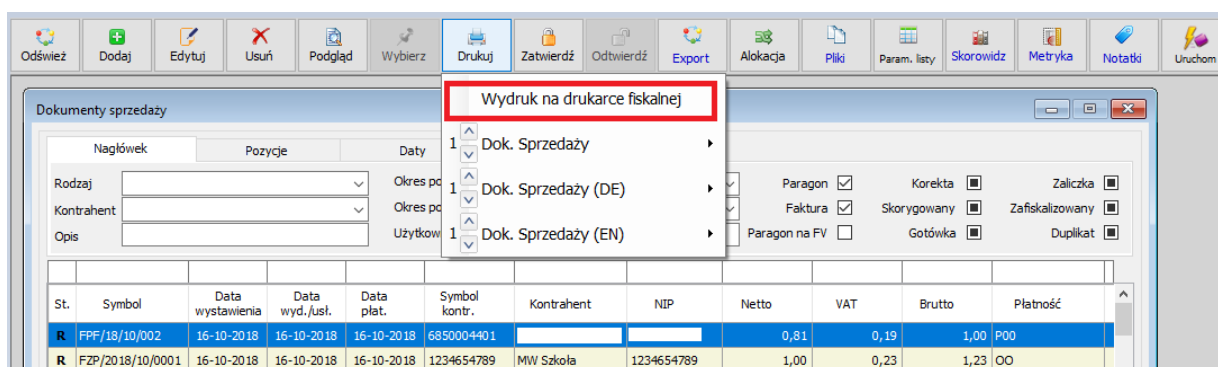 Odśwież Dodaj Edytuj Usuń Podgląd Wybierz Drukuj Zatwierdź Odtwierdź Export Alokacja Pliki Param. listy Skorowidz Metryka Notatki Uruchom
Wydruk na drukarce fiskalnej
Dokumenty sprzedaży
Nagłówek Pozycje Daty
1 Dok. Sprzedaży
Rodzaj Okres po Paragon Korekta Zaliczka
1 Dok. Sprzedaży (DE)
Kontrahent Okres po Faktura Skorygowany Zafiskalizowany
Opis Użytkow 1 Dok. Sprzedaży (EN) Paragon na FV Gotówka Duplikat
St. Symbol Data wystawienia Data wyd./usł. Data płat. Symbol kontr. Kontrahent NIP Netto VAT Brutto Płatność
R FPF/18/10/002 16-10-2018 16-10-2018 16-10-2018 6850004401 0,81 0,19 1,00 P00
R FZP/2018/10/0001 16-10-2018 16-10-2018 16-10-2018 1234654789 MW Szkoła 1234654789 1,00 0,23 1,23 OO